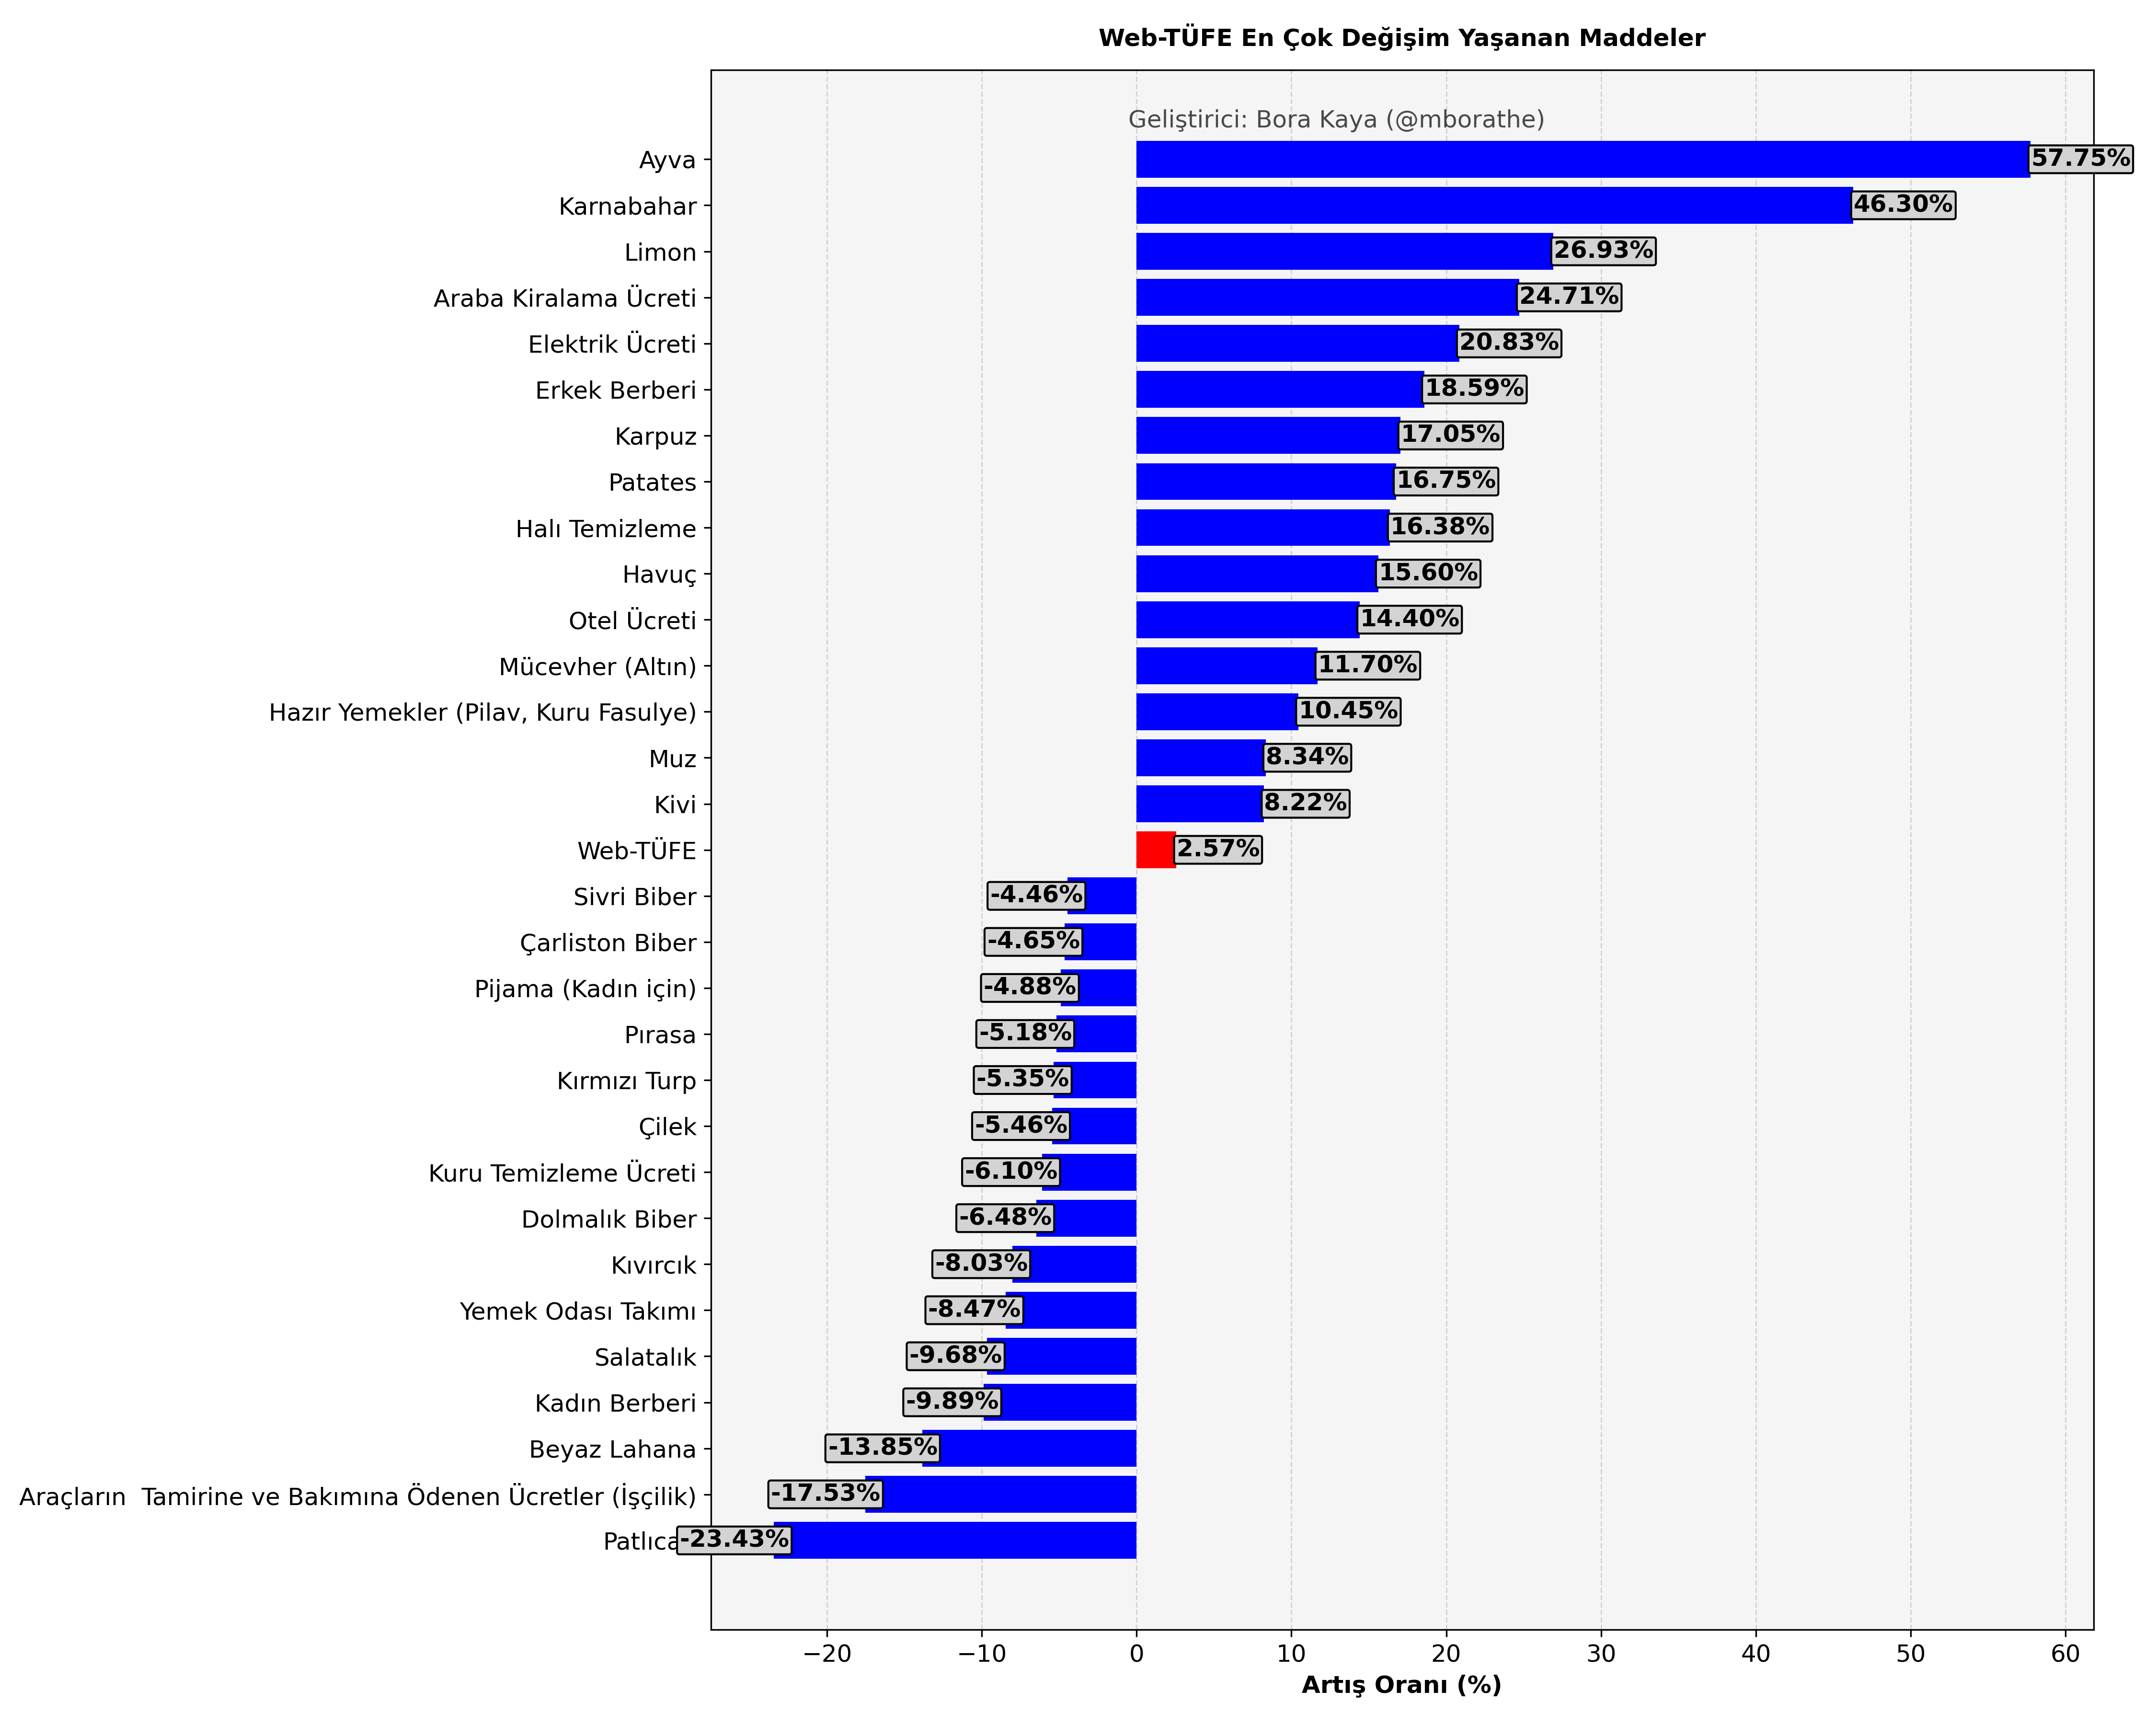 Web-TÜFE En Çok Değişim Yaşanan Maddeler
Geliştirici: Bora Kaya (@mborathe)
Ayva 57.75%
Karnabahar 46.30%
Limon 26.93%
Araba Kiralama Ücreti 24.71%
Elektrik Ücreti 20.83%
Erkek Berberi 18.59%
Karpuz 17.05%
Patates 16.75%
Halı Temizleme 16.38%
Havuç 15.60%
Otel Ücreti 14.40%
Mücevher (Altın) 11.70%
Hazır Yemekler (Pilav, Kuru Fasulye) 10.45%
Muz 8.34%
Kivi 8.22%
Web-TÜFE 2.57%
Sivri Biber -4.46%
Çarliston Biber -4.65%
Pijama (Kadın için) -4.88%
Pırasa -5.18%
Kırmızı Turp -5.35%
Çilek -5.46%
Kuru Temizleme Ücreti -6.10%
Dolmalık Biber -6.48%
Kıvırcık -8.03%
Yemek Odası Takımı -8.47%
Salatalık -9.68%
Kadın Berberi -9.89%
Beyaz Lahana -13.85%
Araçların  Tamirine ve Bakımına Ödenen Ücretler (İşçilik) -17.53%
Patlıca -23.43%
−20 −10 0 10 20 30 40 50 60
Artış Oranı (%)